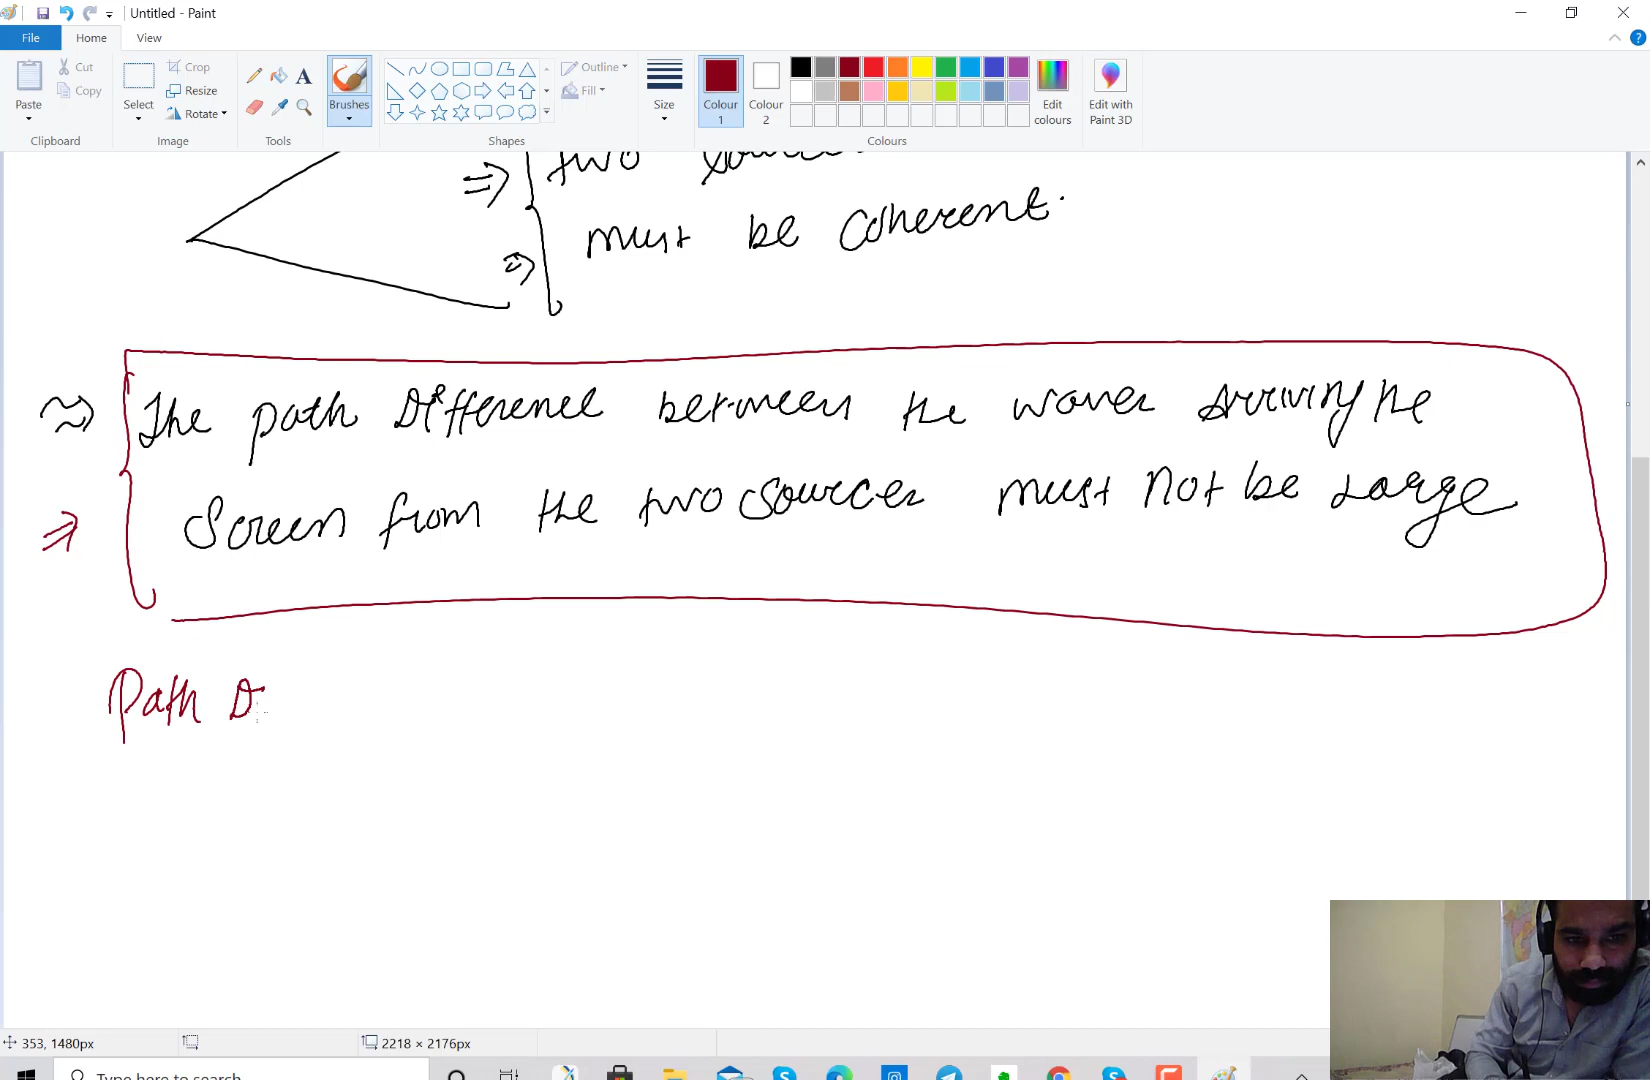 Untitled - Paint
File Home View
Cut Crop Outline
Copy Resize Fill
Paste Select Rotate Brushes Size Colour Colour Edit Edit with
1 2 colours Paint 3D
Clipboard Image Tools Shapes Colours
two
must be coherent.
The path Difference between the waves arriving the
Screen from the two sources must not be Large
Path D
353, 1480px 2218 × 2176px
Type here to search